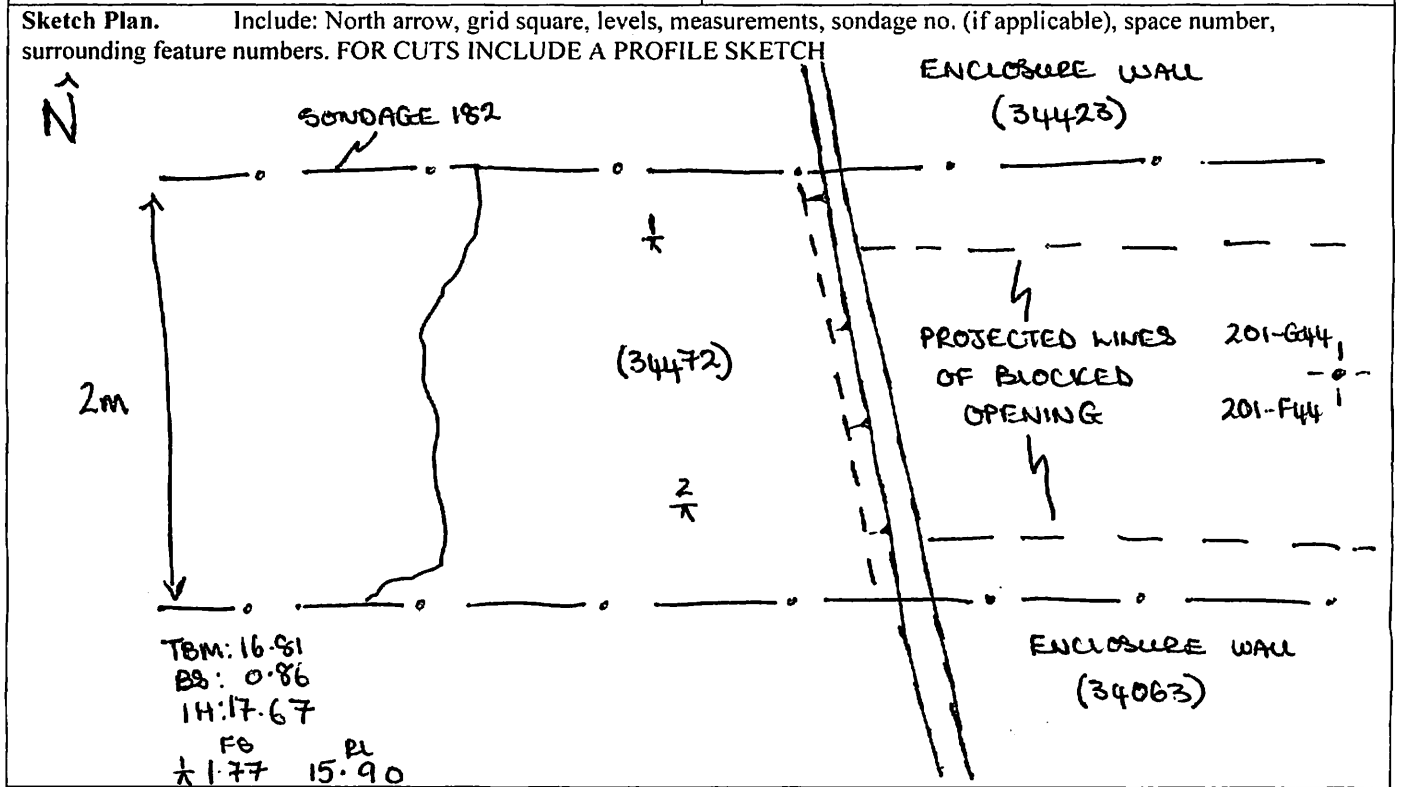 Sketch Plan. Include: North arrow, grid square, levels, measurements, sondage no. (if applicable), space number,
surrounding feature numbers. FOR CUTS INCLUDE A PROFILE SKETCH
N
SONDAGE 182
ENCLOSURE WALL
(34423)
1
(34472)
2m
2
PROJECTED LINES
OF BLOCKED
OPENING
201-G44
201-F44
ENCLOSURE WALL
(34063)
TBM: 16.81
BS: 0.86
IH: 17.67
FS RL
1 1.77 15.90